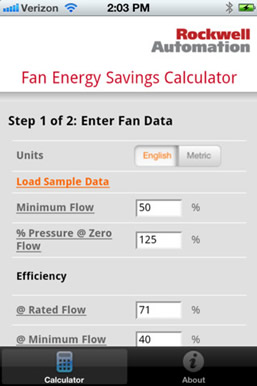 Verizon 2:03 PM
Rockwell
Automation
Fan Energy Savings Calculator
Step 1 of 2: Enter Fan Data
Units English Metric
Load Sample Data
Minimum Flow 50 %
% Pressure @ Zero
Flow 125 %
Efficiency
@ Rated Flow 71 %
@ Minimum Flow 40 %
Calculator About